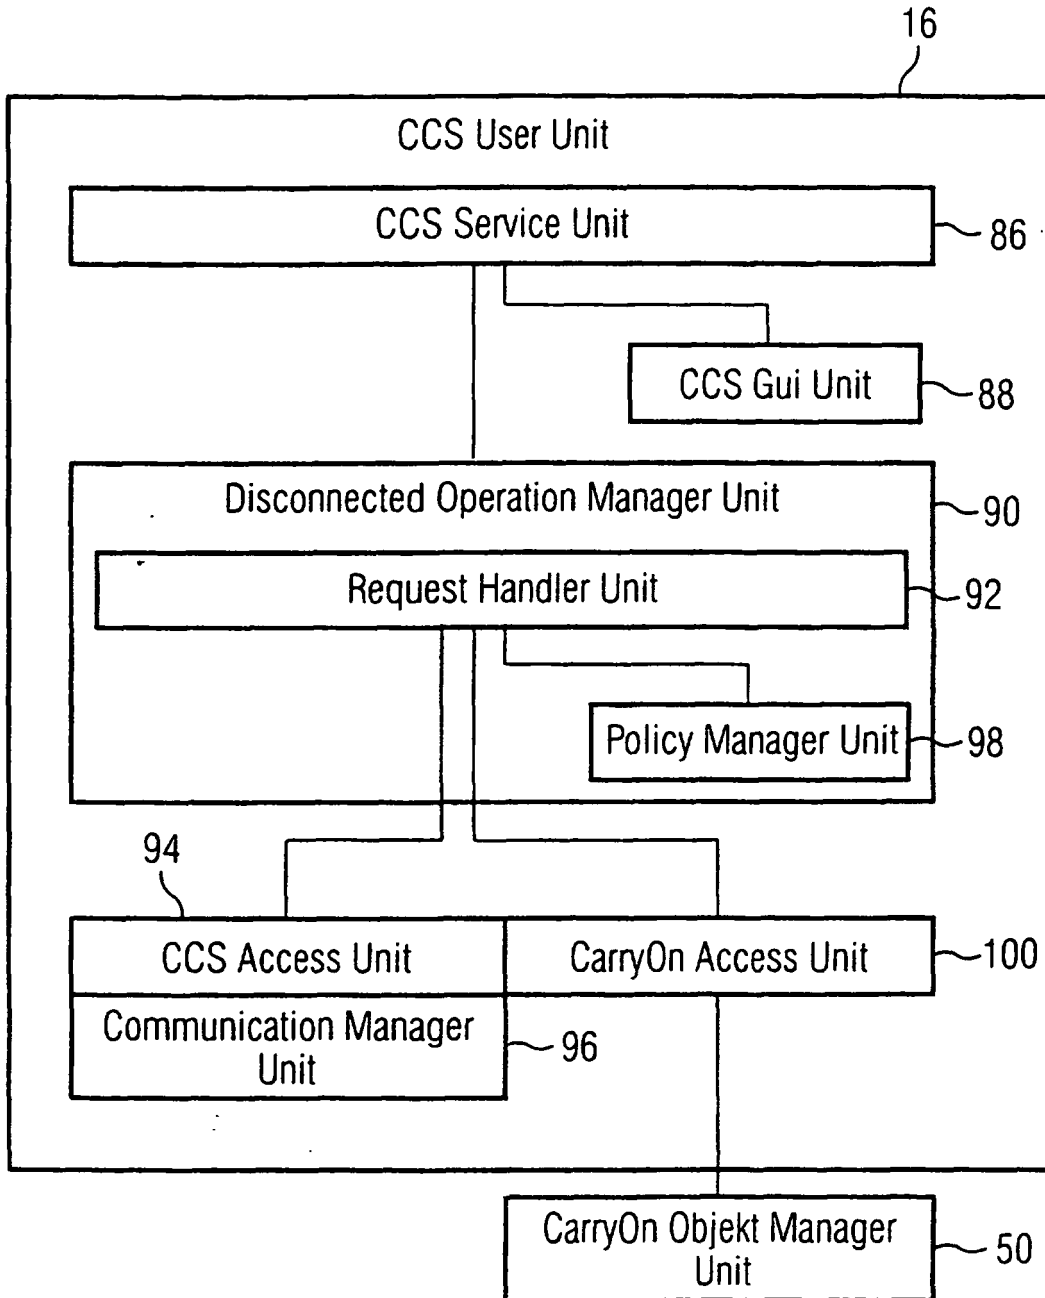 16
CCS User Unit
CCS Service Unit
86
CCS Gui Unit
88
Disconnected Operation Manager Unit
90
Request Handler Unit
92
Policy Manager Unit
98
94
CCS Access Unit
CarryOn Access Unit
100
Communication Manager
Unit
96
CarryOn Objekt Manager
Unit
50